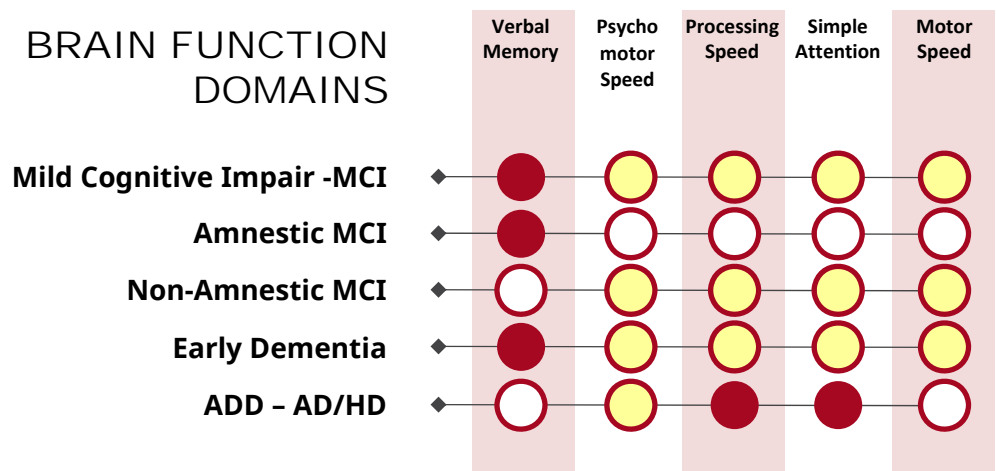 BRAIN FUNCTION
DOMAINS
Verbal
Memory
Psycho
motor
Speed
Processing
Speed
Simple
Attention
Motor
Speed
Mild Cognitive Impair -MCI
Amnestic MCI
Non-Amnestic MCI
Early Dementia
ADD – AD/HD